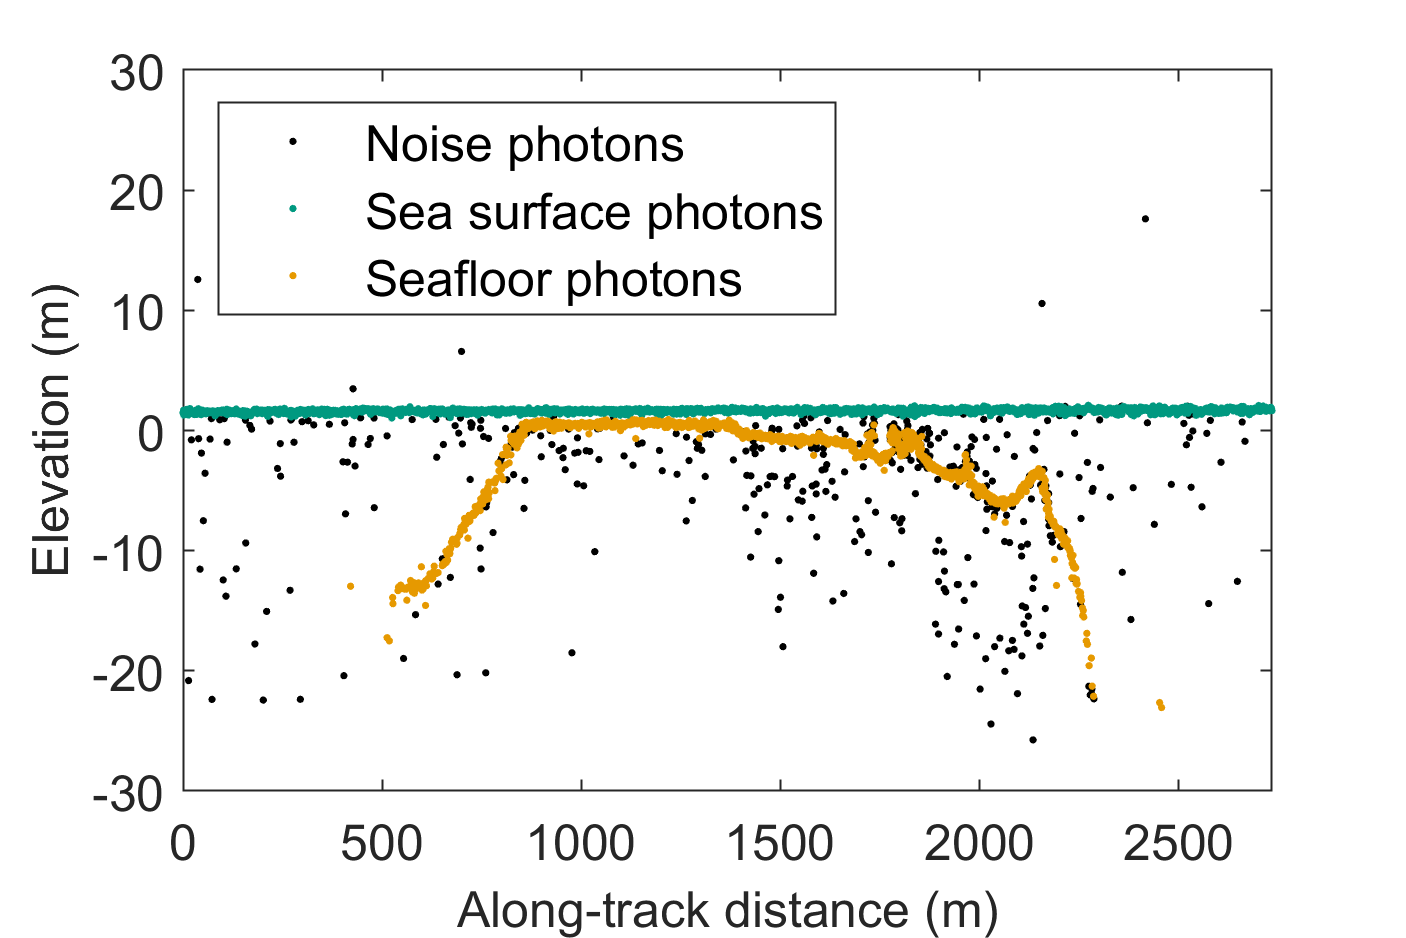 30
20
10
0
-10
-20
-30
Elevation (m)
Noise photons
Sea surface photons
Seafloor photons
0 500 1000 1500 2000 2500
Along-track distance (m)